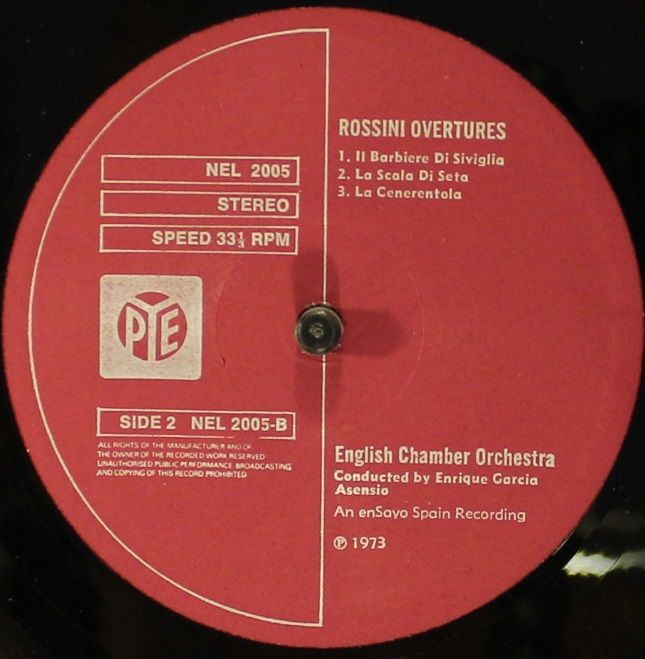 NEL 2005
STEREO
SPEED 33⅓ RPM
PYE
SIDE 2 NEL 2005-B
ALL RIGHTS OF THE MANUFACTURER AND OF
THE OWNER OF THE RECORDED WORK RESERVED
UNAUTHORISED PUBLIC PERFORMANCE BROADCASTING
AND COPYING OF THIS RECORD PROHIBITED
ROSSINI OVERTURES
1. Il Barbiere Di Siviglia
2. La Scala Di Seta
3. La Cenerentola
English Chamber Orchestra
Conducted by Enrique Garcia
Asensio
An enSayo Spain Recording
℗ 1973